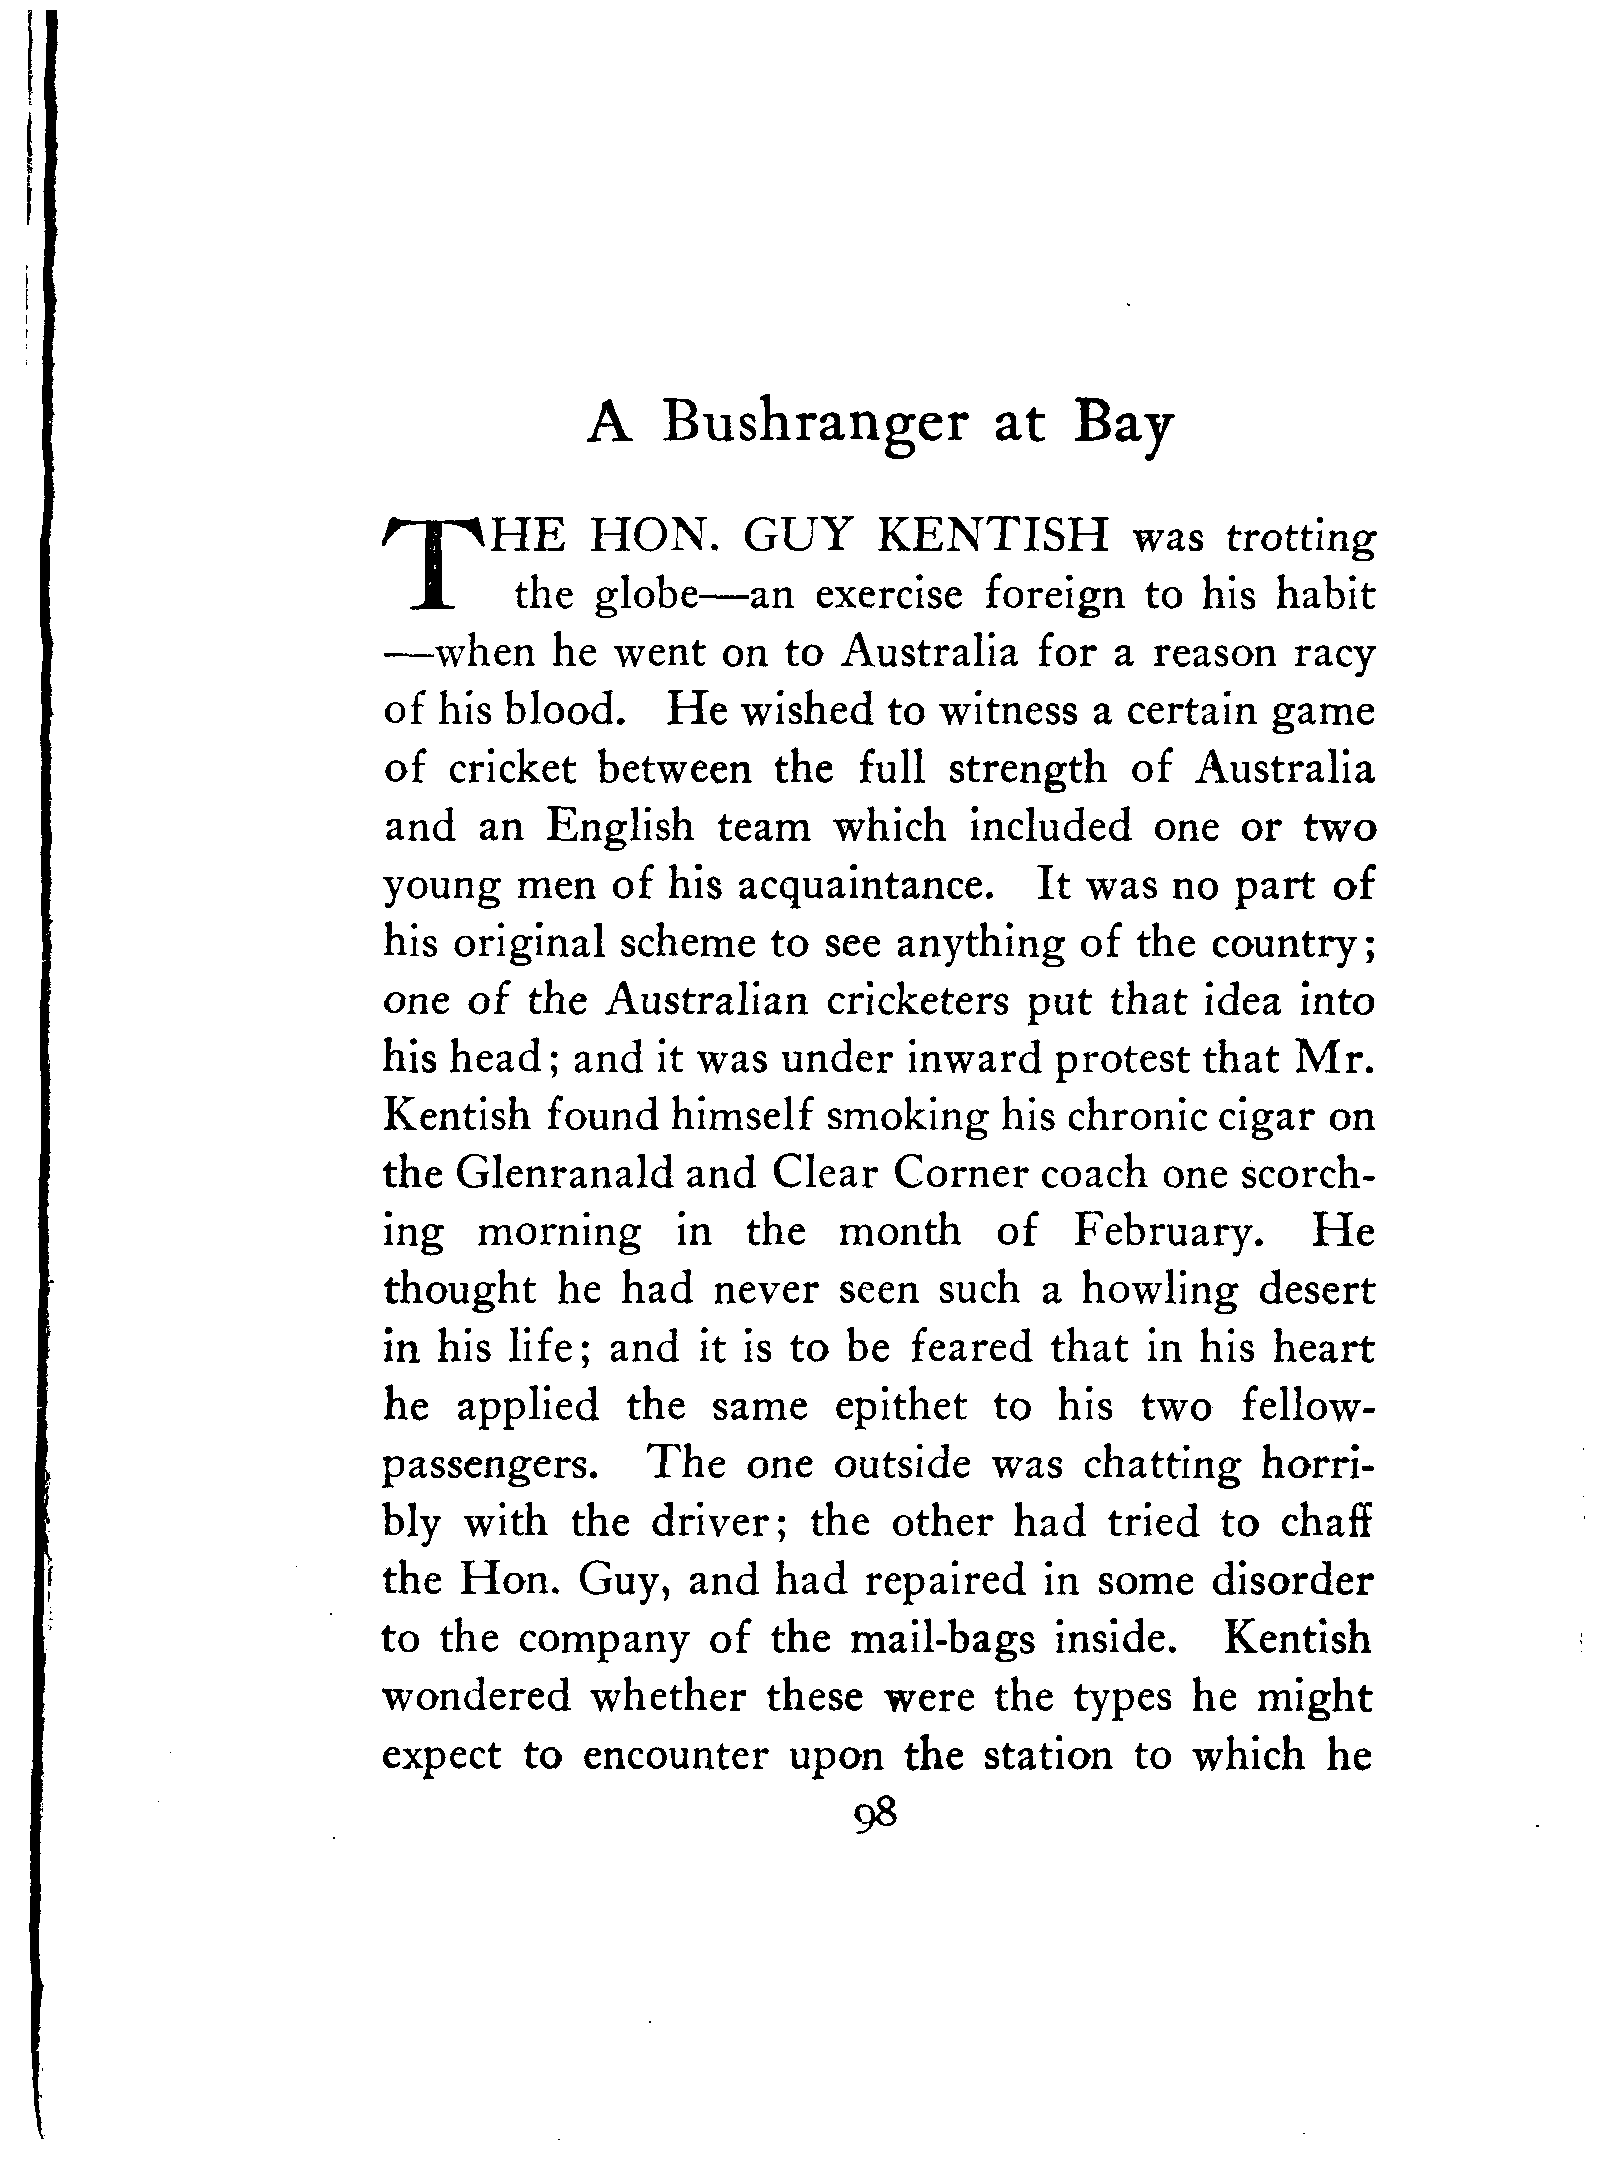 A Bushranger at Bay
THE HON. GUY KENTISH was trotting
the globe—an exercise foreign to his habit
—when he went on to Australia for a reason racy
of his blood. He wished to witness a certain game
of cricket between the full strength of Australia
and an English team which included one or two
young men of his acquaintance. It was no part of
his original scheme to see anything of the country;
one of the Australian cricketers put that idea into
his head; and it was under inward protest that Mr.
Kentish found himself smoking his chronic cigar on
the Glenranald and Clear Corner coach one scorch-
ing morning in the month of February. He
thought he had never seen such a howling desert
in his life; and it is to be feared that in his heart
he applied the same epithet to his two fellow-
passengers. The one outside was chatting horri-
bly with the driver; the other had tried to chaff
the Hon. Guy, and had repaired in some disorder
to the company of the mail-bags inside. Kentish
wondered whether these were the types he might
expect to encounter upon the station to which he
98